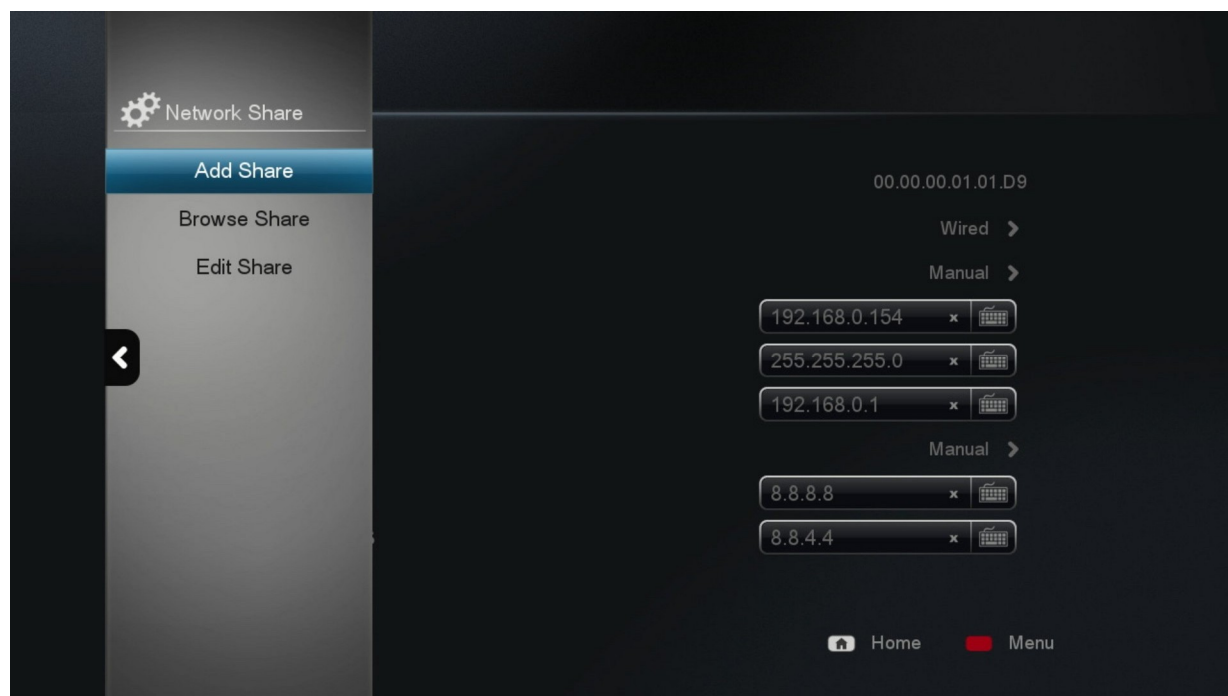 Network Share
Add Share
Browse Share
Edit Share
00.00.00.01.01.D9
Wired
Manual
192.168.0.154
255.255.255.0
192.168.0.1
Manual
8.8.8.8
8.8.4.4
Home
Menu